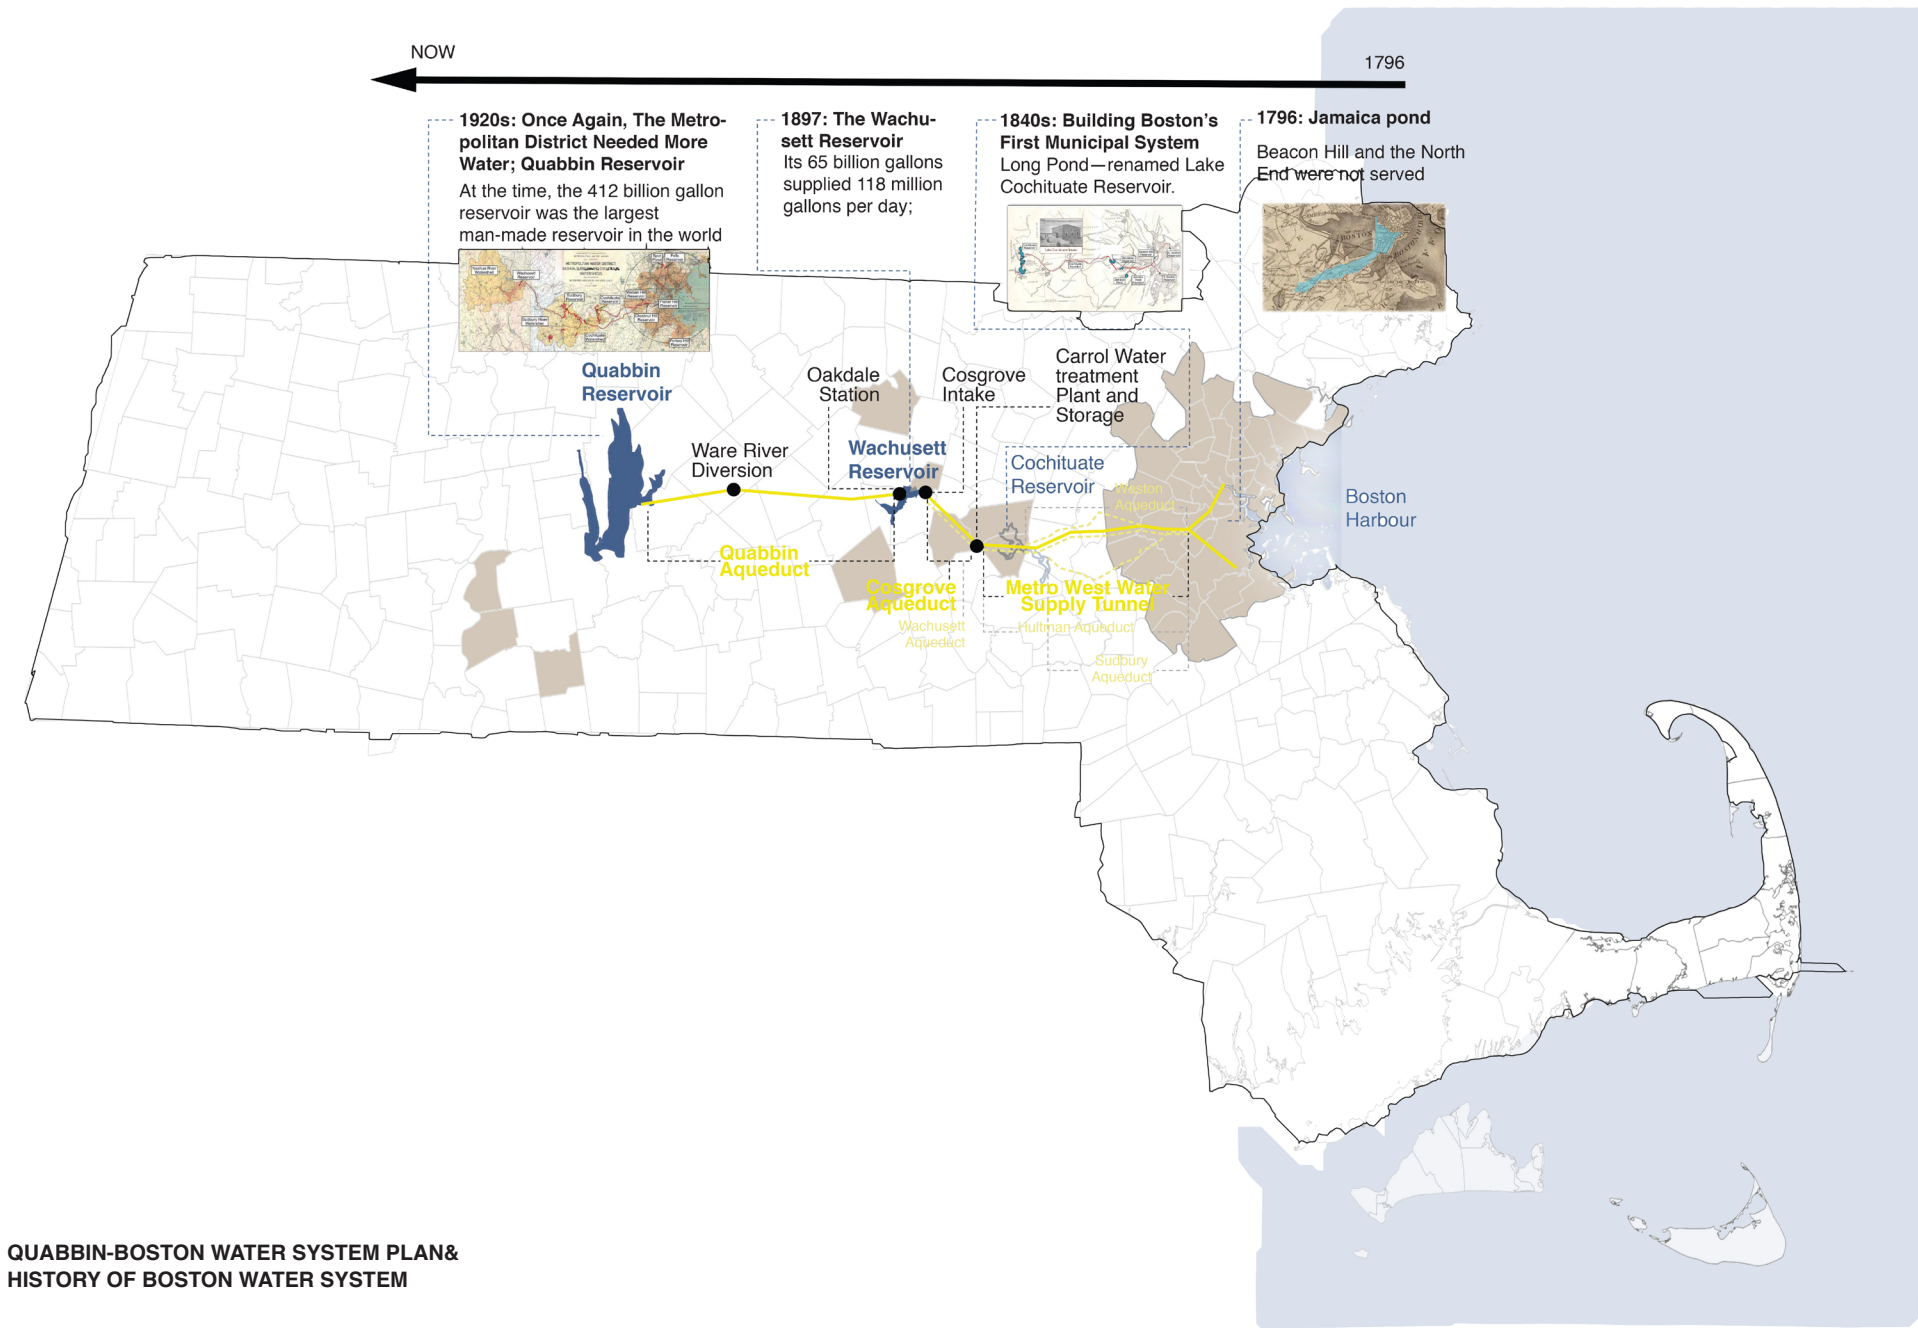 NOW
1796
1920s: Once Again, The Metro-
politan District Needed More
Water; Quabbin Reservoir
At the time, the 412 billion gallon
reservoir was the largest
man-made reservoir in the world
1897: The Wachu-
sett Reservoir
Its 65 billion gallons
supplied 118 million
gallons per day;
1840s: Building Boston's
First Municipal System
Long Pond—renamed Lake
Cochituate Reservoir.
1796: Jamaica pond
Beacon Hill and the North
End were not served
BOSTON
Quabbin
Reservoir
Ware River
Diversion
Oakdale
Station
Wachusett
Reservoir
Cosgrove
Intake
Carrol Water
treatment
Plant and
Storage
Cochituate
Reservoir
Weston
Aqueduct
Boston
Harbour
Quabbin
Aqueduct
Cosgrove
Aqueduct
Wachusett
Aqueduct
Metro West Water
Supply Tunnel
Hultman Aqueduct
Sudbury
Aqueduct
QUABBIN-BOSTON WATER SYSTEM PLAN&
HISTORY OF BOSTON WATER SYSTEM